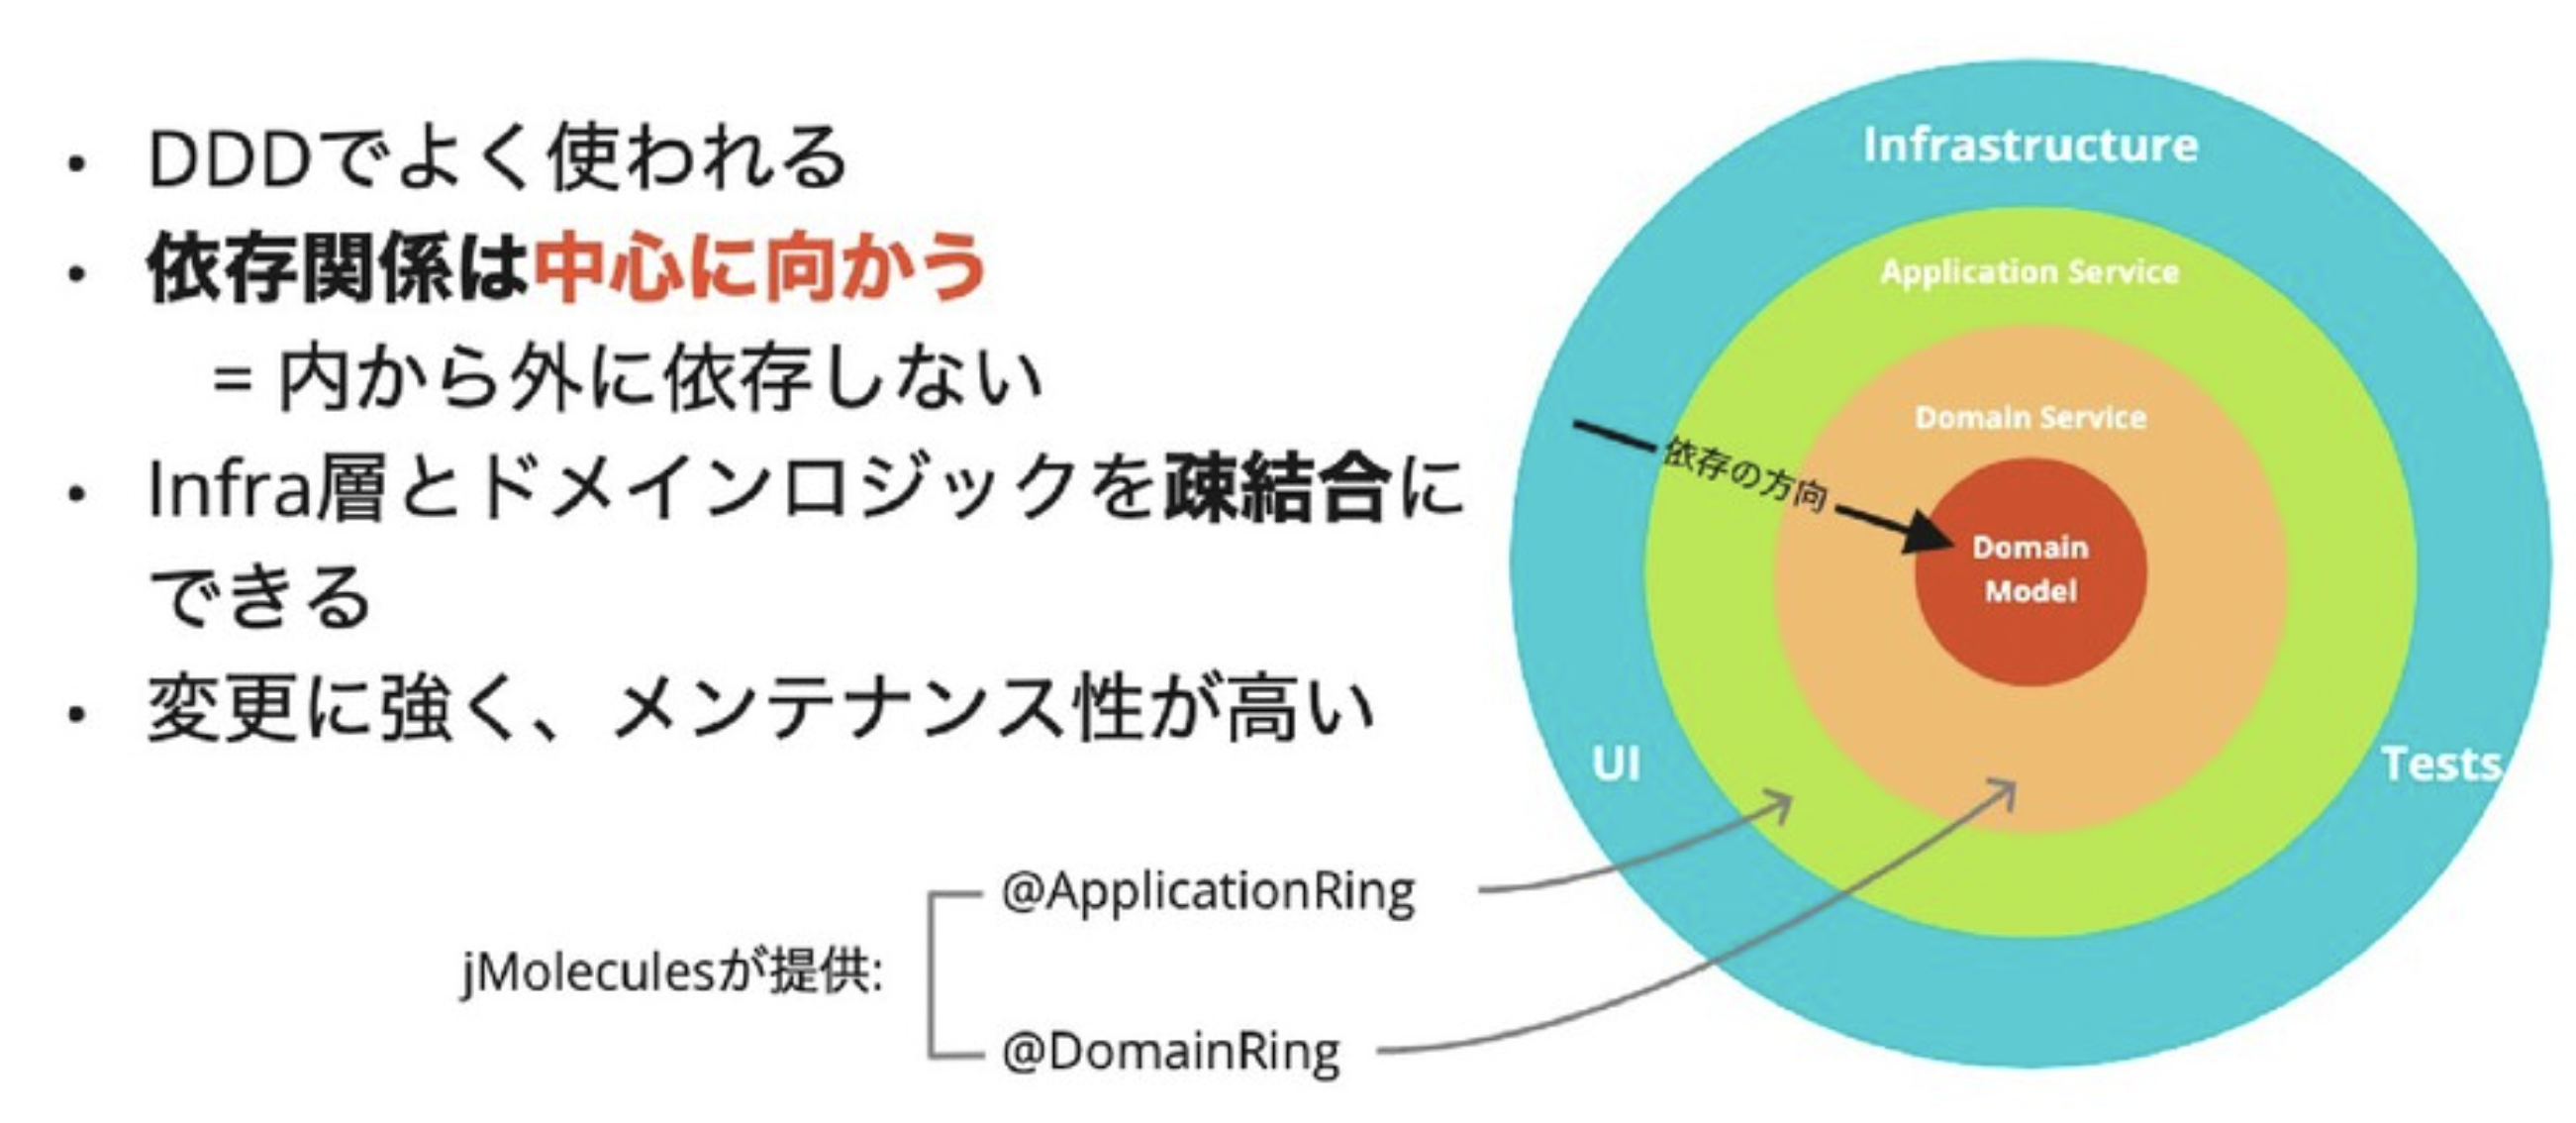 • DDDでよく使われる
• 依存関係は中心に向かう
= 内から外に依存しない
• Infra層とドメインロジックを疎結合に
できる
• 変更に強く、メンテナンス性が高い
jMoleculesが提供:
@ApplicationRing
@DomainRing
Infrastructure
Application Service
Domain Service
依存の方向
Domain
Model
UI
Tests